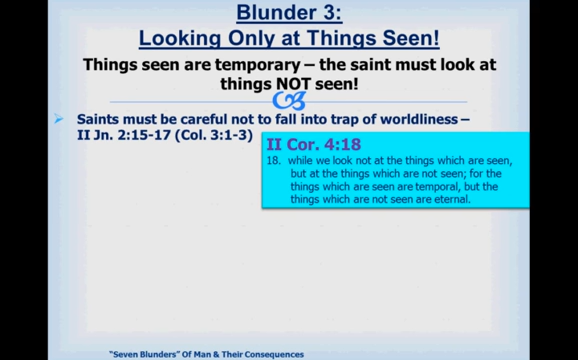 Blunder 3:
Looking Only at Things Seen!
Things seen are temporary – the saint must look at
things NOT seen!
Saints must be careful not to fall into trap of worldliness –
II Jn. 2:15-17 (Col. 3:1-3)
II Cor. 4:18
18. while we look not at the things which are seen,
but at the things which are not seen; for the
things which are seen are temporal, but the
things which are not seen are eternal.
“Seven Blunders” Of Man & Their Consequences